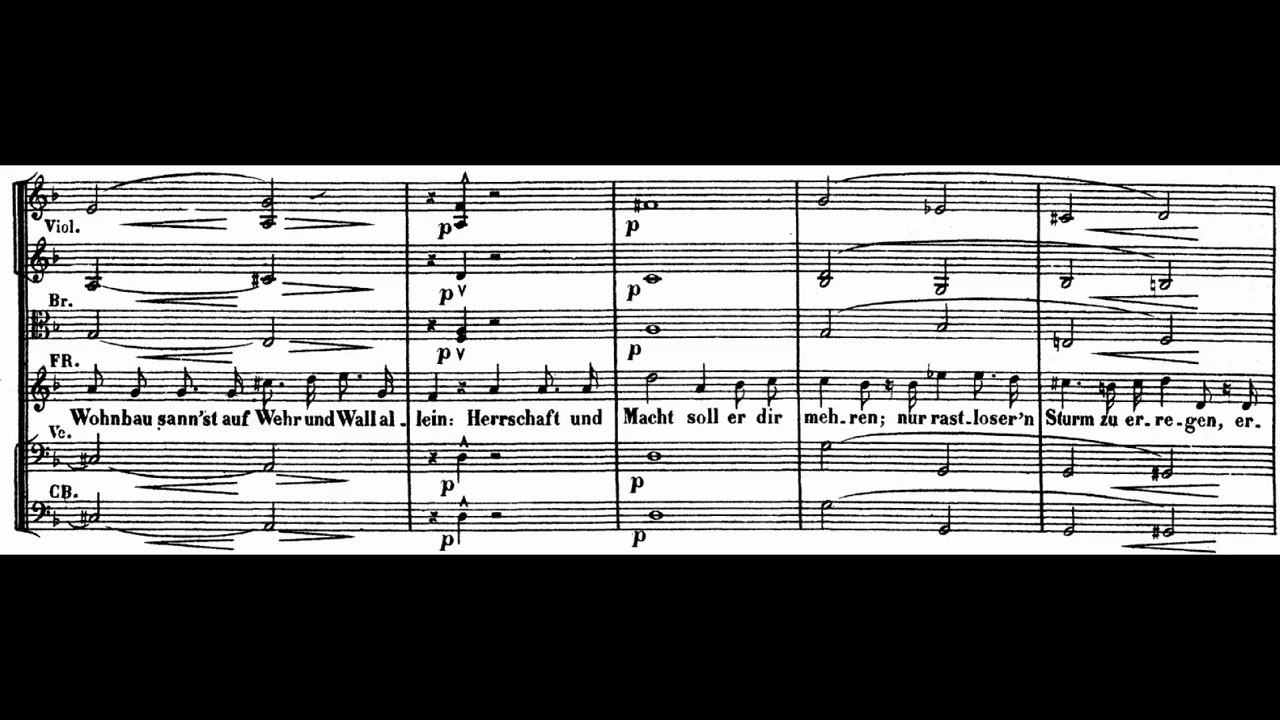 Viol.
p
p
p
p
Br.
p
p
FR.
Wohnbau sann'st auf Wehr und Wall al - lein: Herrschaft und Macht soll er dir meh - ren; nur rast - loser'n Sturm zu er - re - gen, er -
Vc.
p
p
CB.
p
p